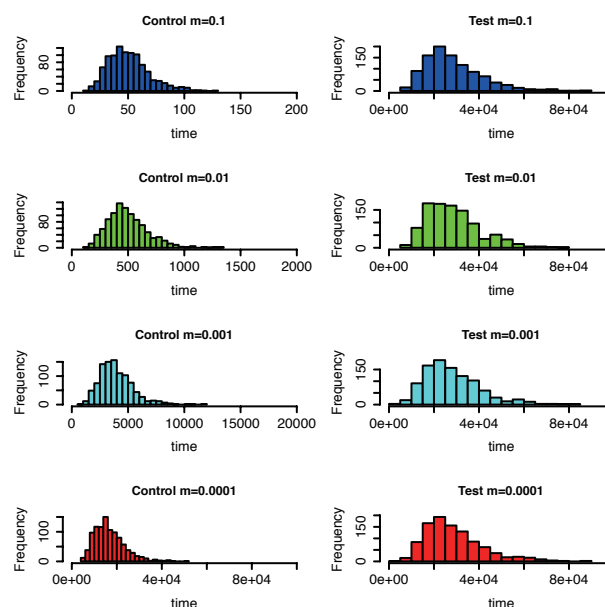 Control m=0.1
Frequency
0 80
0 50 100 150 200
time
Test m=0.1
Frequency
0 150
0e+00 4e+04 8e+04
time
Control m=0.01
Frequency
0 80
0 500 1000 1500 2000
time
Test m=0.01
Frequency
0 150
0e+00 4e+04 8e+04
time
Control m=0.001
Frequency
0 100
0 5000 10000 15000 20000
time
Test m=0.001
Frequency
0 150
0e+00 4e+04 8e+04
time
Control m=0.0001
Frequency
0 100
0e+00 4e+04 8e+04
time
Test m=0.0001
Frequency
0 150
0e+00 4e+04 8e+04
time